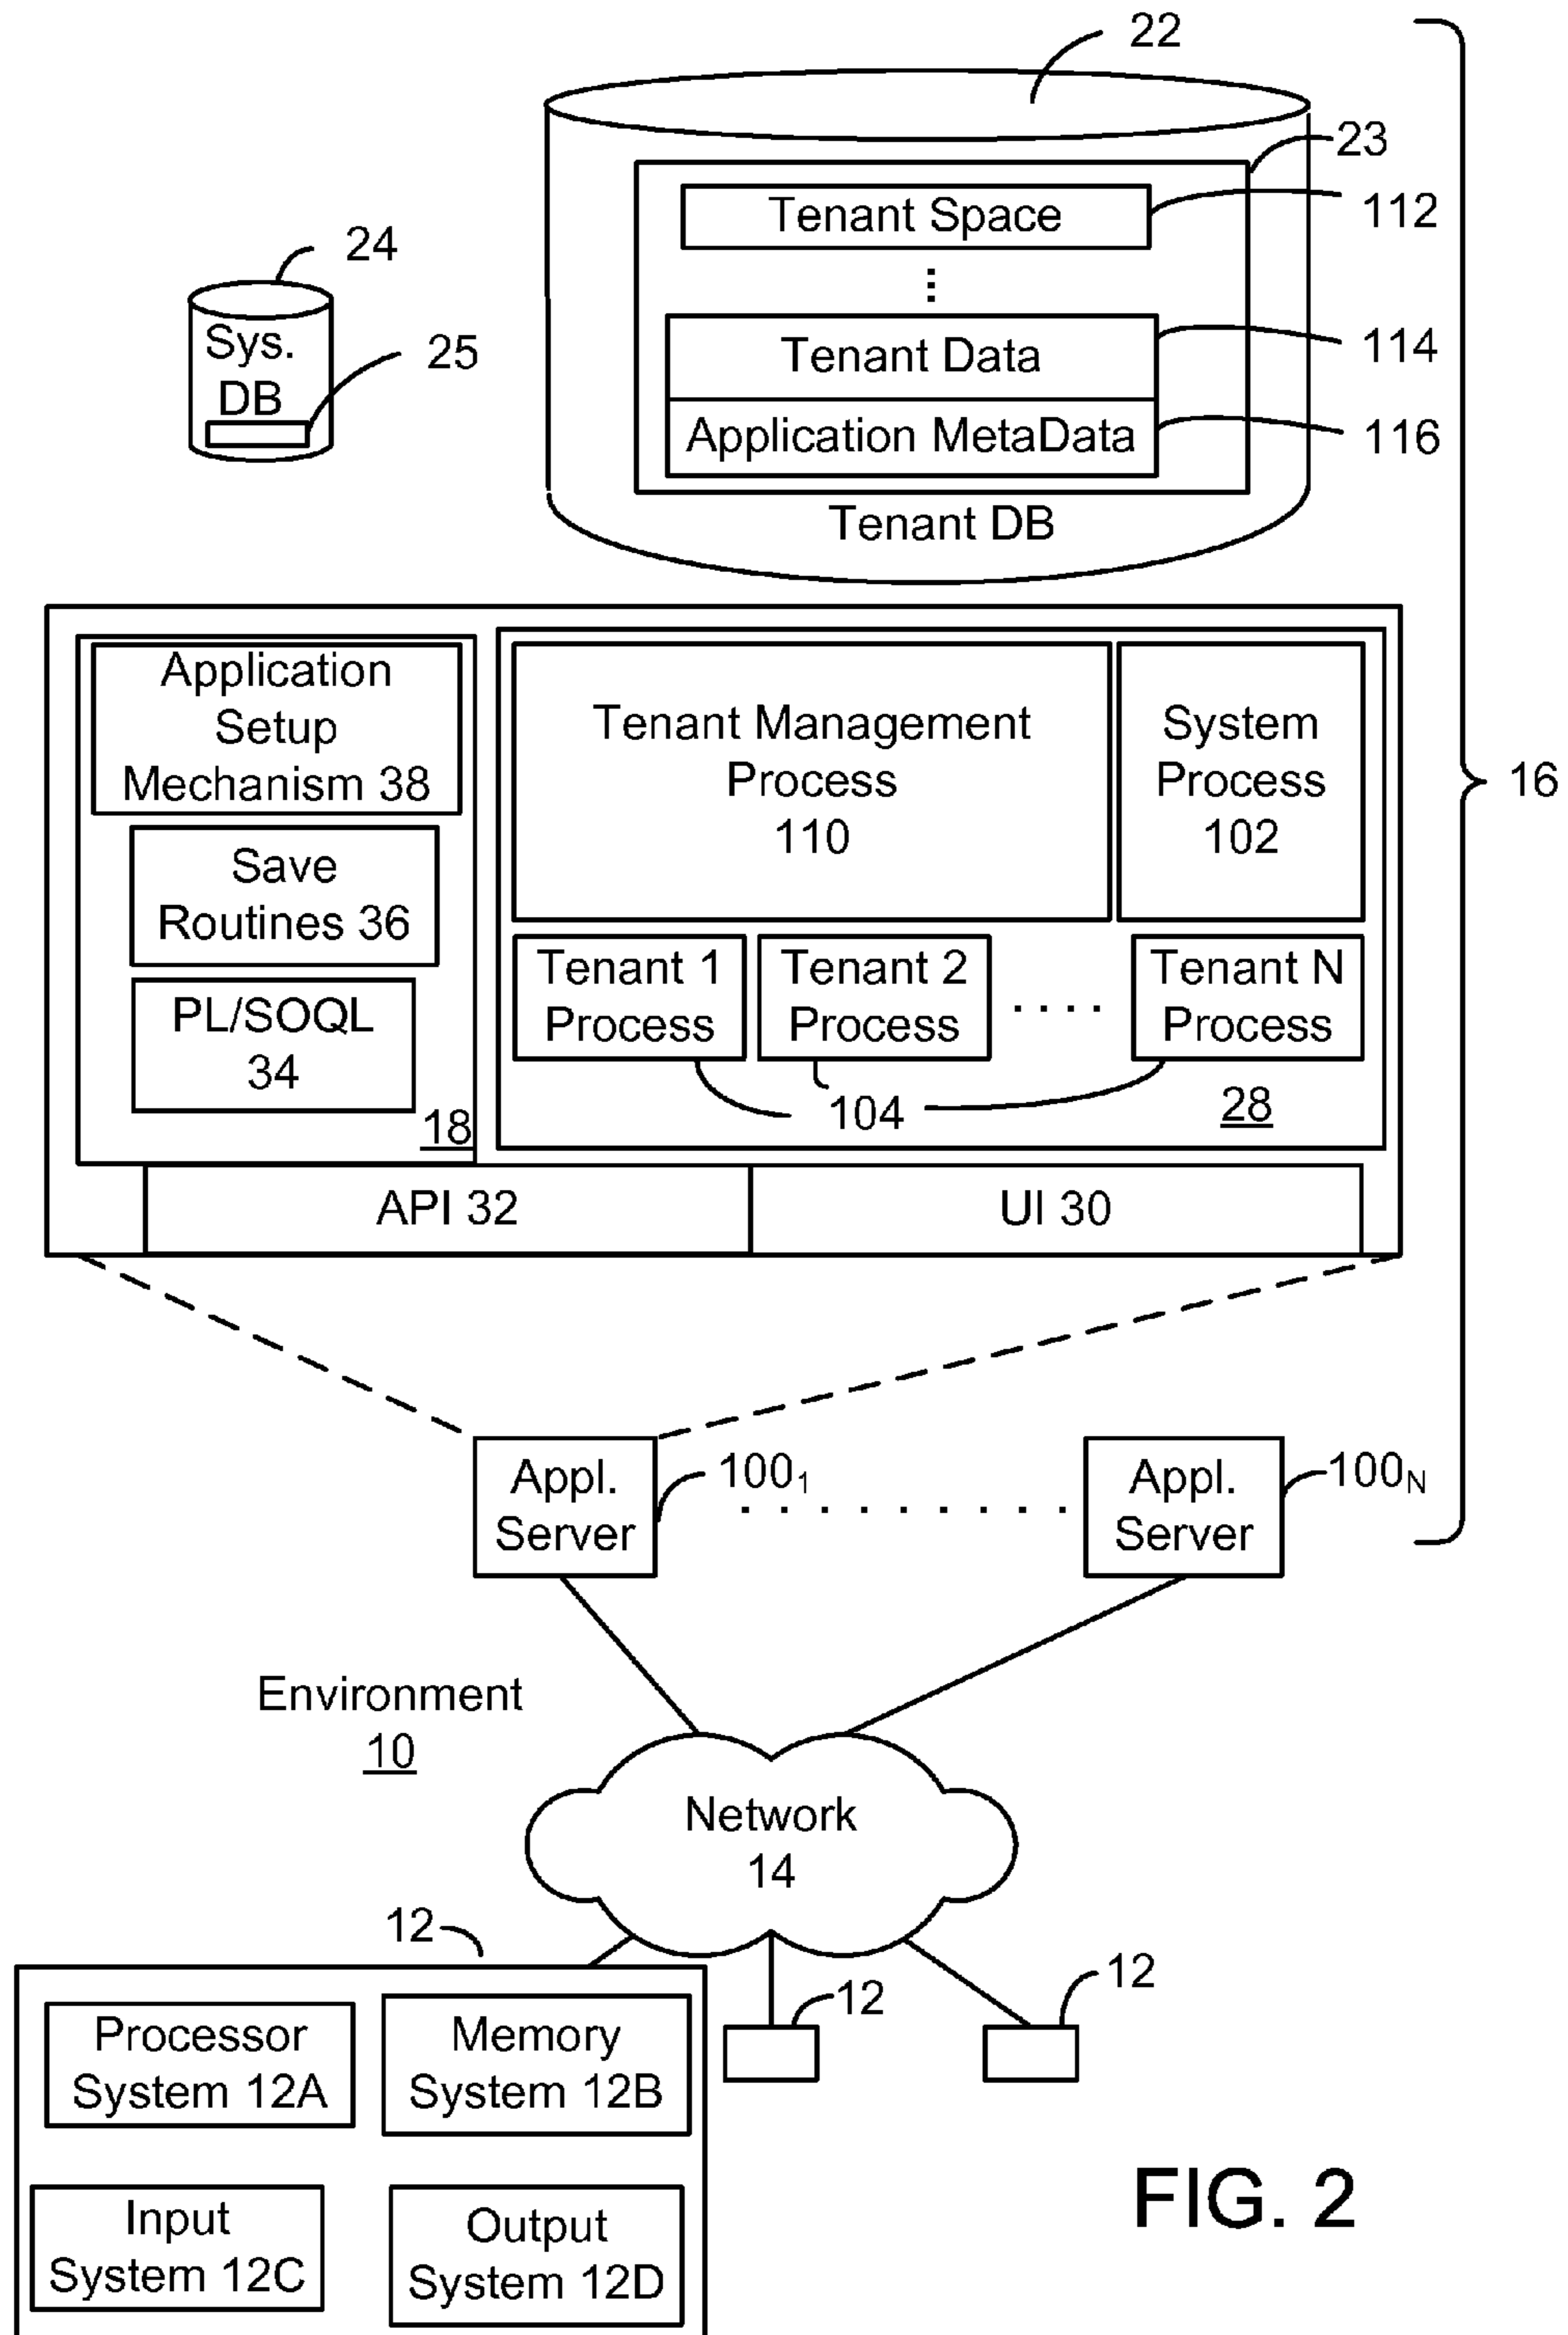 22
23
Tenant Space
112
24
Sys.
DB
25
Tenant Data
114
Application MetaData
116
Tenant DB
Application
Setup
Mechanism 38
Tenant Management
Process
110
System
Process
102
16
Save
Routines 36
PL/SOQL
34
18
Tenant 1
Process
Tenant 2
Process
. . . .
Tenant N
Process
104
28
API 32
UI 30
Appl.
Server
100₁
. . . . . . . . .
Appl.
Server
100N
Environment
10
Network
14
12
12
12
Processor
System 12A
Memory
System 12B
Input
System 12C
Output
System 12D
FIG. 2